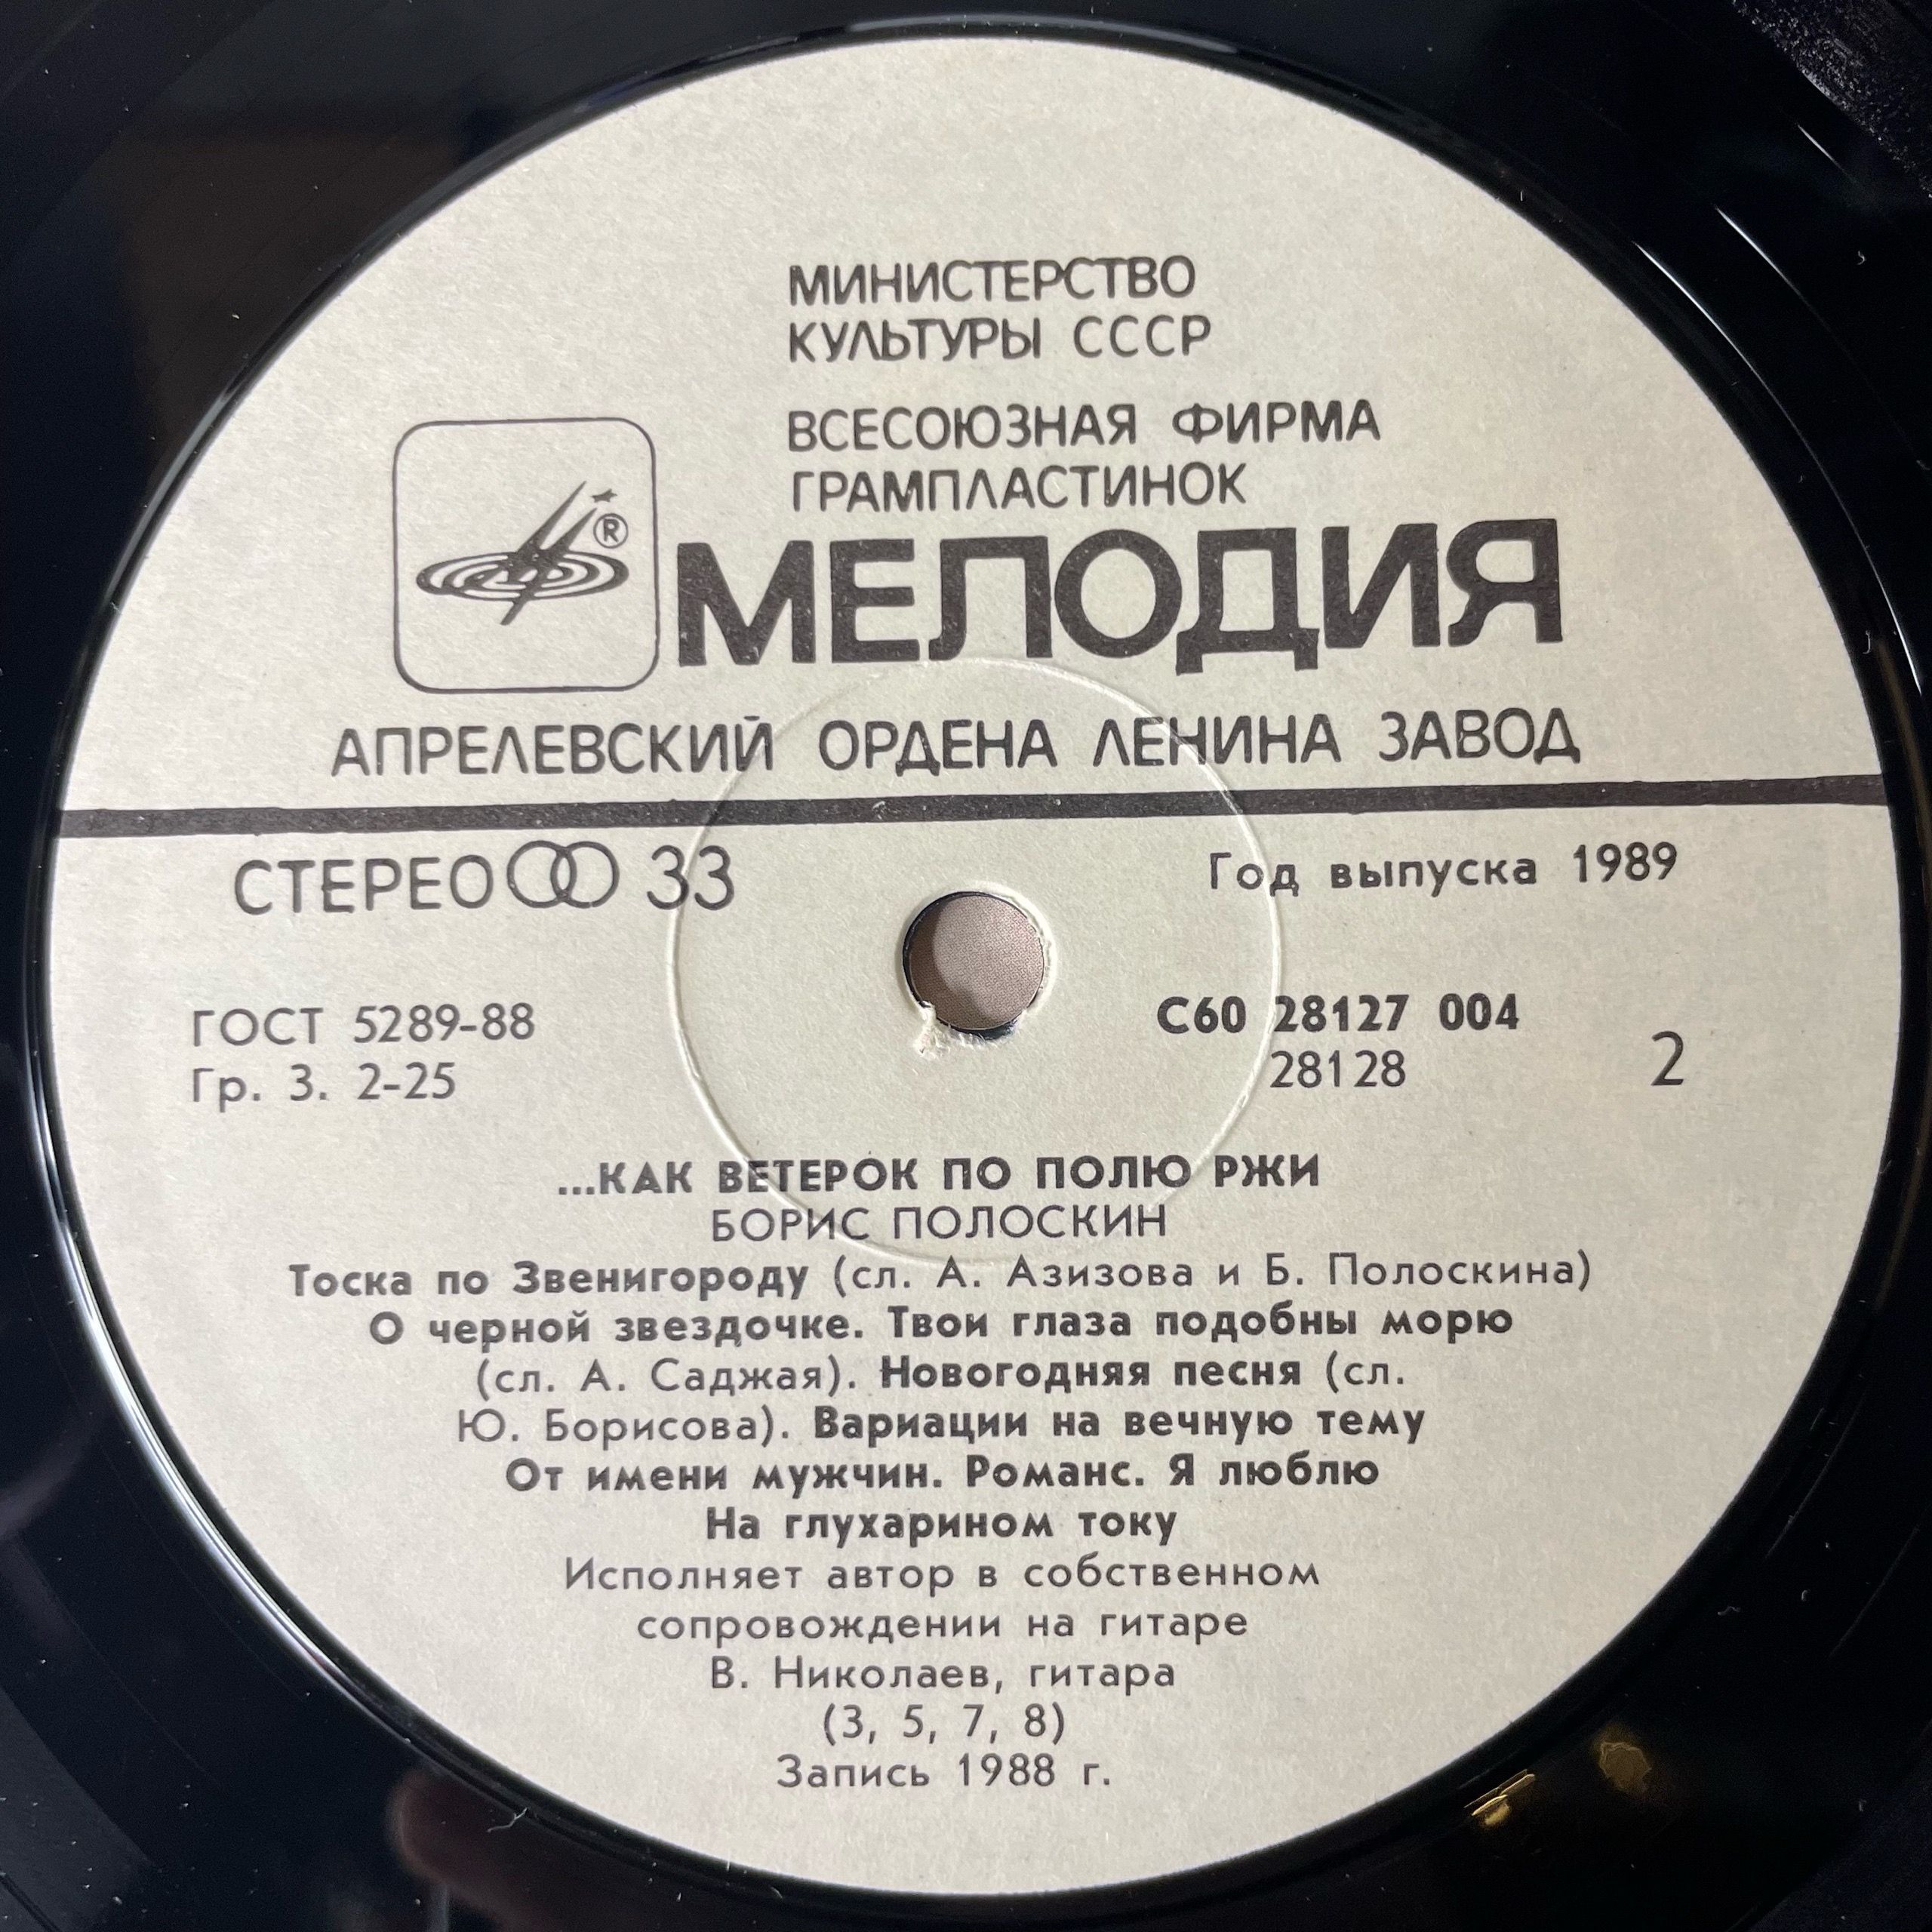 МИНИСТЕРСТВО
КУЛЬТУРЫ СССР
ВСЕСОЮЗНАЯ ФИРМА
ГРАМПЛАСТИНОК
®
МЕЛОДИЯ
АПРЕЛЕВСКИЙ ОРДЕНА ЛЕНИНА ЗАВОД
СТЕРЕО 33
Год выпуска 1989
ГОСТ 5289-88
Гр. 3. 2-25
С60 28127 004
28128
2
...КАК ВЕТЕРОК ПО ПОЛЮ РЖИ
БОРИС ПОЛОСКИН
Тоска по Звенигороду (сл. А. Азизова и Б. Полоскина)
О черной звездочке. Твои глаза подобны морю
(сл. А. Саджая). Новогодняя песня (сл.
Ю. Борисова). Вариации на вечную тему
От имени мужчин. Романс. Я люблю
На глухарином току
Исполняет автор в собственном
сопровождении на гитаре
В. Николаев, гитара
(3, 5, 7, 8)
Запись 1988 г.